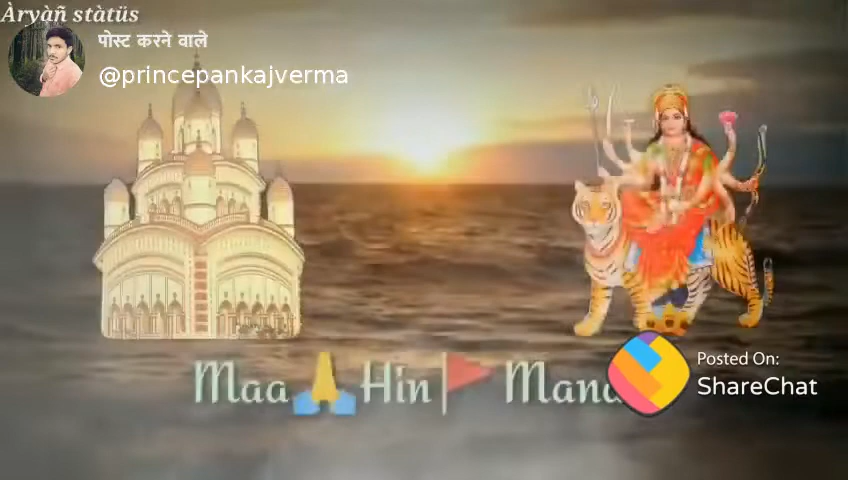 Àryàñ stàtüs
पोस्ट करने वाले
@princepankajverma
Maa🙏Hin🚩
Posted On:
ShareChat